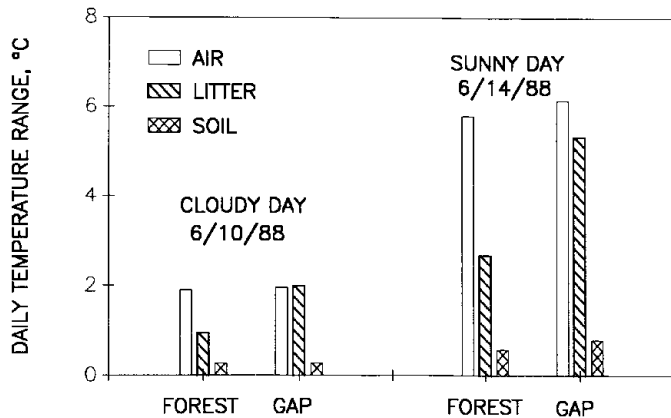 DAILY TEMPERATURE RANGE, °C
8
6
4
2
0
AIR
LITTER
SOIL
CLOUDY DAY
6/10/88
SUNNY DAY
6/14/88
FOREST GAP FOREST GAP